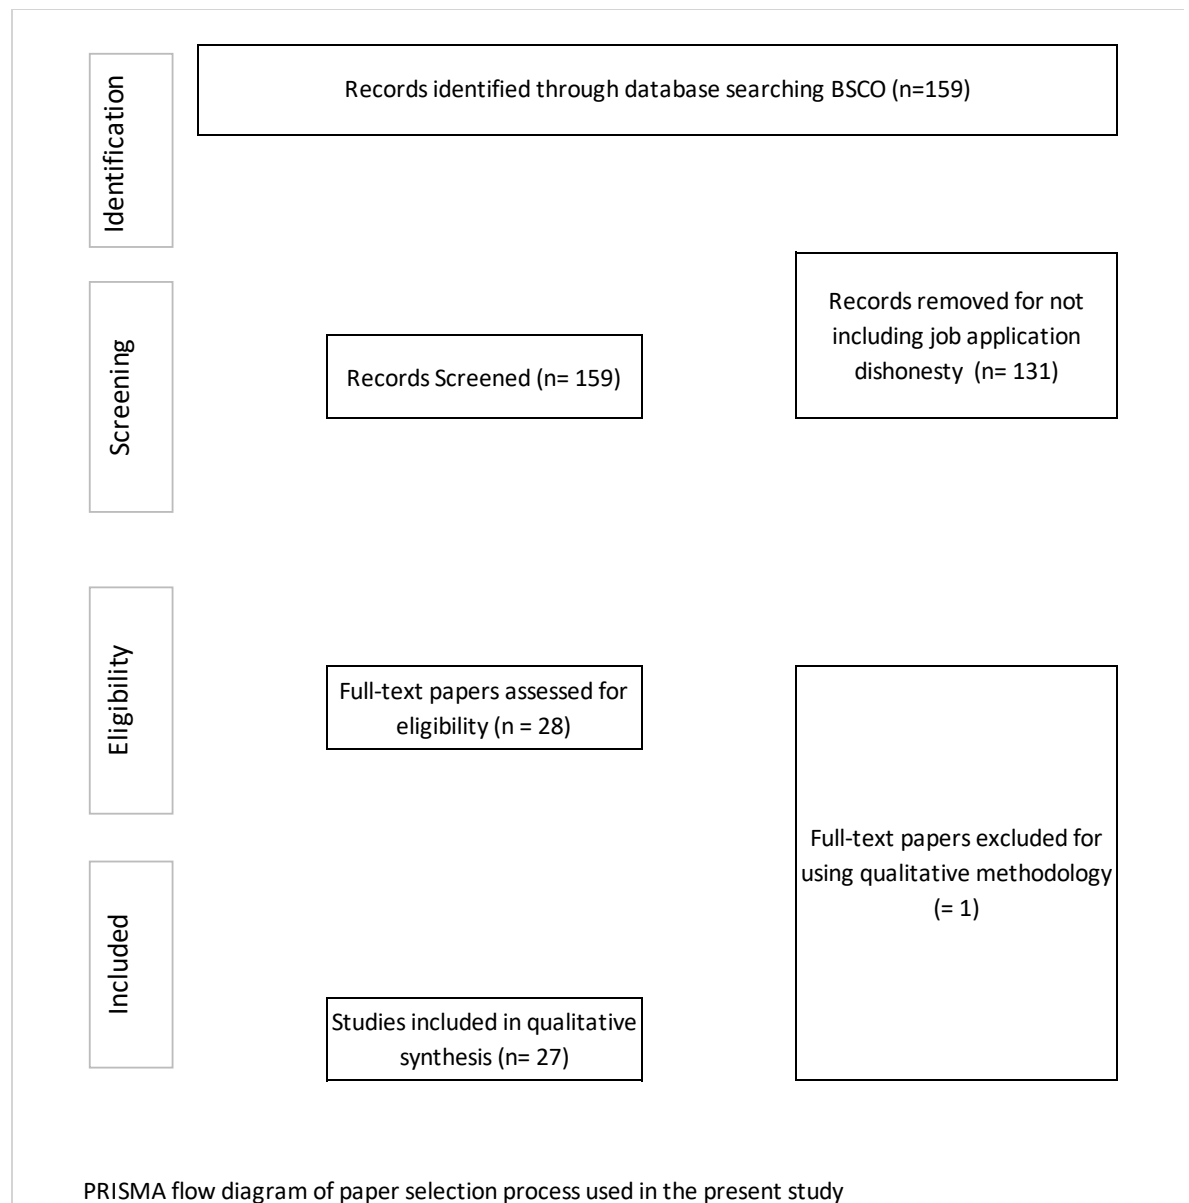 Identification
Records identified through database searching BSCO (n=159)
Screening
Records Screened (n= 159)
Records removed for not
including job application
dishonesty  (n= 131)
Eligibility
Full-text papers assessed for
eligibility (n = 28)
Full-text papers excluded for
using qualitative methodology
(= 1)
Included
Studies included in qualitative
synthesis (n= 27)
PRISMA flow diagram of paper selection process used in the present study